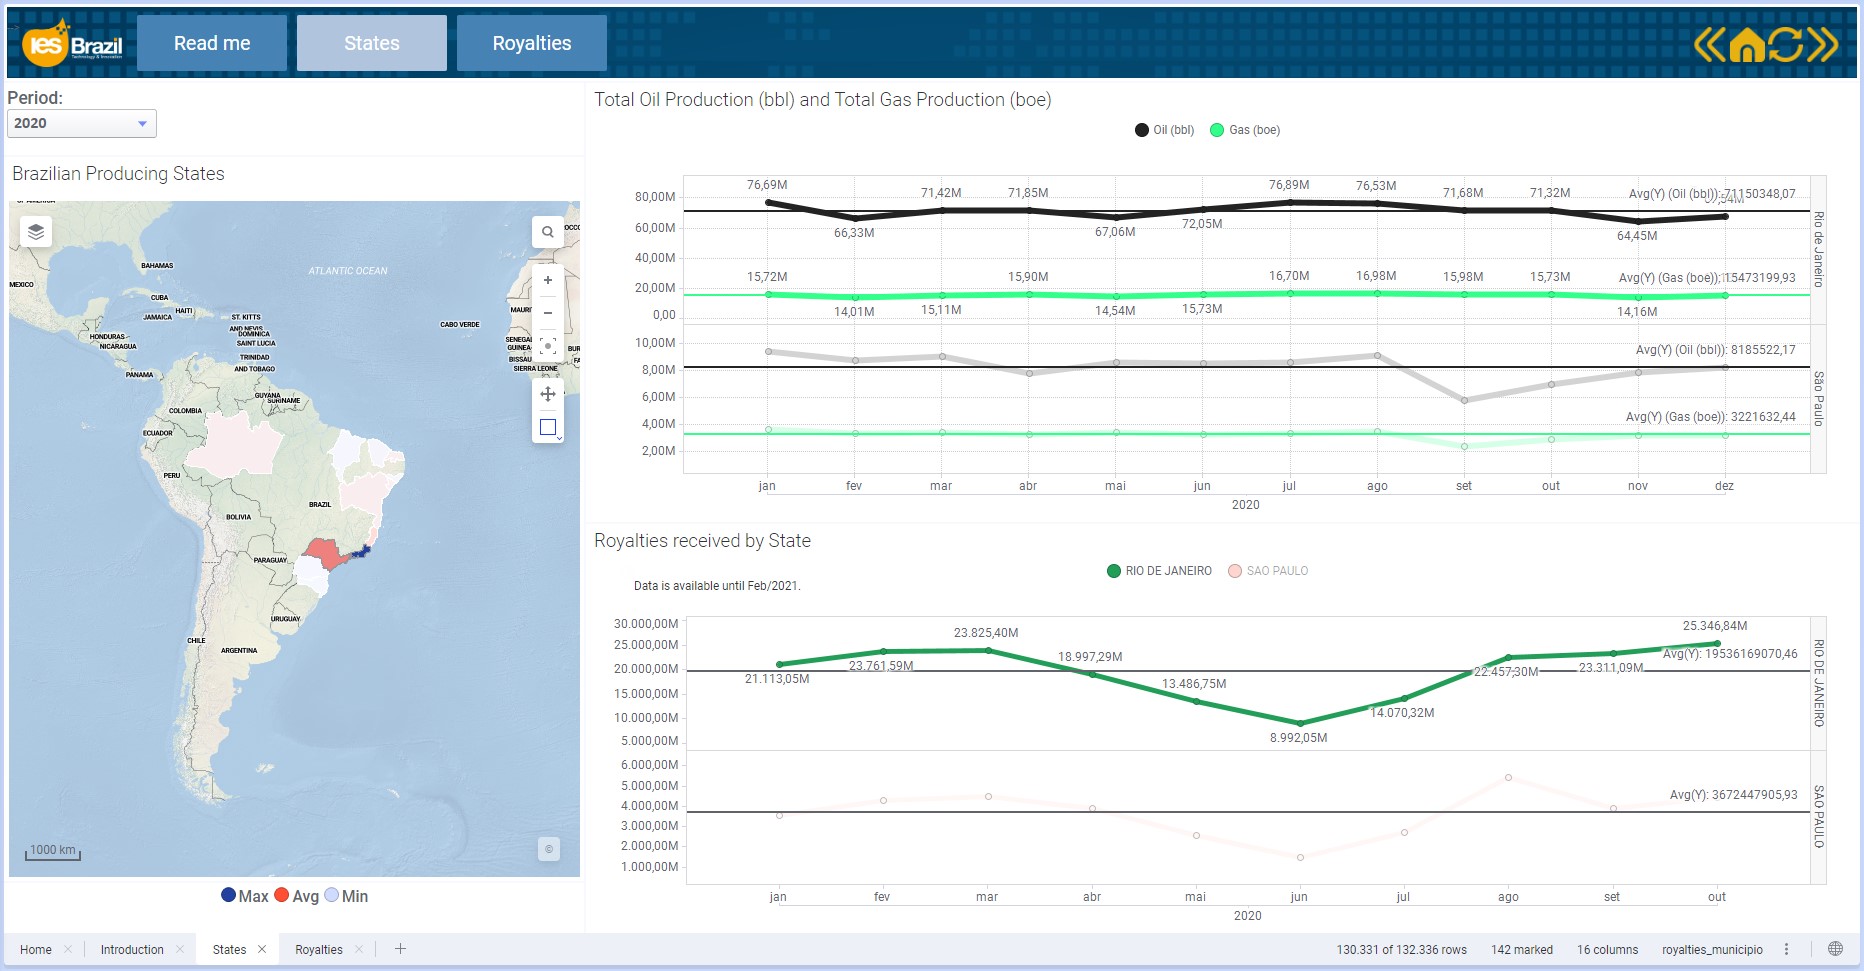 IES Brazil
Technology & Innovation
Read me
States
Royalties
Period:
2020
Brazilian Producing States
BAHAMAS
ATLANTIC OCEAN
MEXICO
CUBA
HAITI
JAMAICA
ST. KITTS
AND NEVIS
DOMINICA
SAINT LUCIA
CABO VERDE
HONDURAS
NICARAGUA
TRINIDAD
AND TOBAGO
SIERRA LEONE
PANAMA
GUYANA
SURINAME
COLOMBIA
ECUADOR
PERU
BRAZIL
BOLIVIA
PARAGUAY
URUGUAY
CHILE
ARGENTINA
1000 km
©
Max Avg Min
Total Oil Production (bbl) and Total Gas Production (boe)
Oil (bbl) Gas (boe)
80,00M
60,00M
40,00M
20,00M
0,00
76,69M
66,33M
71,42M
71,85M
67,06M
72,05M
76,89M
76,53M
71,68M
71,32M
64,45M
Avg(Y) (Oil (bbl)): 71150348,07
15,72M
14,01M
15,11M
15,90M
14,54M
15,73M
16,70M
16,98M
15,98M
15,73M
14,16M
Avg(Y) (Gas (boe)): 15473199,93
Rio de Janeiro
10,00M
8,00M
6,00M
4,00M
2,00M
Avg(Y) (Oil (bbl)): 8185522,17
Avg(Y) (Gas (boe)): 3221632,44
São Paulo
jan fev mar abr mai jun jul ago set out nov dez
2020
Royalties received by State
RIO DE JANEIRO SAO PAULO
Data is available until Feb/2021.
30.000,00M
25.000,00M
20.000,00M
15.000,00M
10.000,00M
5.000,00M
21.113,05M
23.761,59M
23.825,40M
18.997,29M
13.486,75M
8.992,05M
14.070,32M
22.457,30M
23.311,09M
25.346,84M
Avg(Y): 19536169070,46
RIO DE JANEIRO
6.000,00M
5.000,00M
4.000,00M
3.000,00M
2.000,00M
1.000,00M
Avg(Y): 3672447905,93
SAO PAULO
jan fev mar abr mai jun jul ago set out
2020
Home
Introduction
States
Royalties
130.331 of 132.336 rows 142 marked 16 columns royalties_municipio